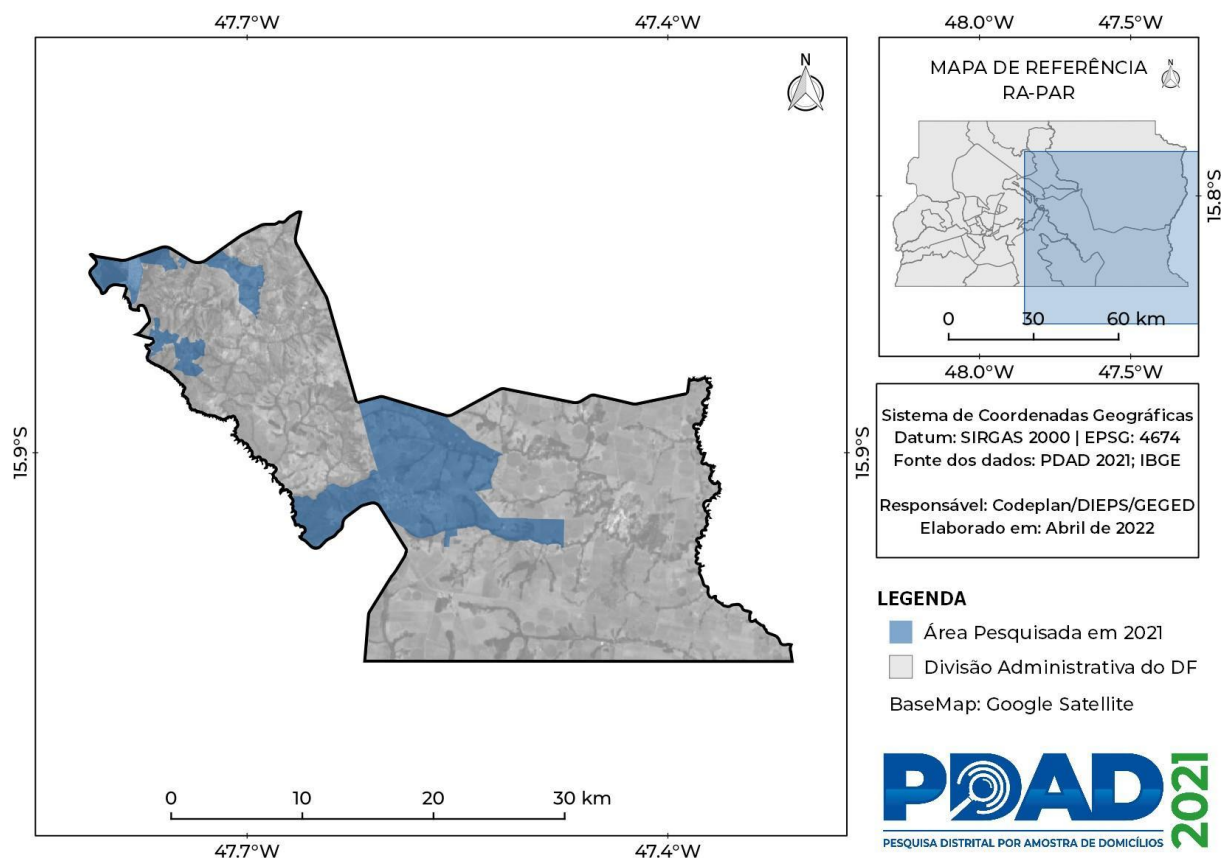 47.7°W
47.4°W
N
15.9°S
15.9°S
0
10
20
30 km
47.7°W
47.4°W
48.0°W
47.5°W
MAPA DE REFERÊNCIA
RA-PAR
N
15.8°S
0
30
60 km
48.0°W
47.5°W
Sistema de Coordenadas Geográficas
Datum: SIRGAS 2000 | EPSG: 4674
Fonte dos dados: PDAD 2021; IBGE
Responsável: Codeplan/DIEPS/GEGED
Elaborado em: Abril de 2022
LEGENDA
Área Pesquisada em 2021
Divisão Administrativa do DF
BaseMap: Google Satellite
PDAD
2021
PESQUISA DISTRITAL POR AMOSTRA DE DOMICÍLIOS